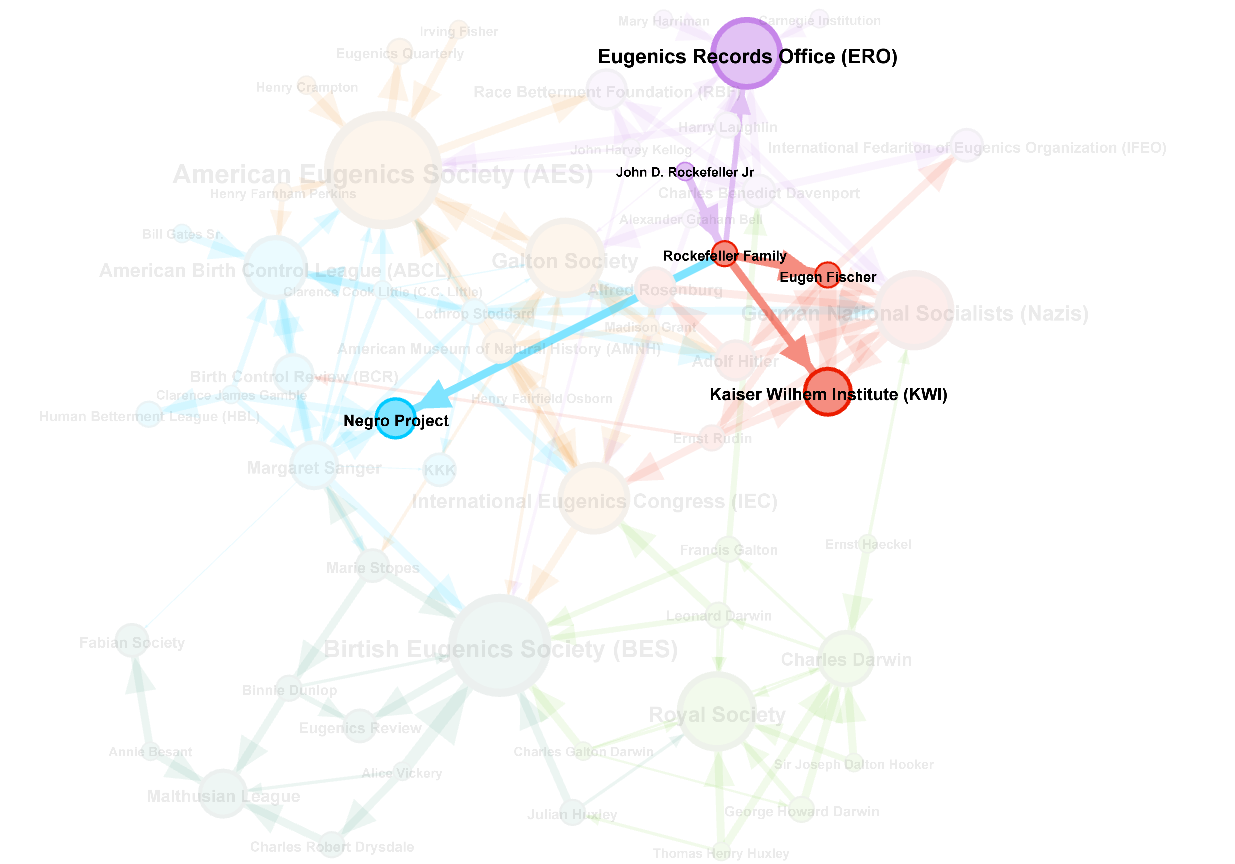 Mary Harriman
Carnegie Institution
Irving Fisher
Eugenics Quarterly
Eugenics Records Office (ERO)
Henry Crampton
Race Betterment Foundation (RBF)
Harry Laughlin
John Harvey Kellog
International Fedariton of Eugenics Organization (IFEO)
American Eugenics Society (AES)
John D. Rockefeller Jr
Henry Farnham Perkins
Charles Benedict Davenport
Alexander Graham Bell
Bill Gates Sr.
Rockefeller Family
Galton Society
American Birth Control League (ABCL)
Eugen Fischer
Clarence Cook Little (C.C. Little)
Alfred Rosenburg
Lothrop Stoddard
German National Socialists (Nazis)
Madison Grant
American Museum of Natural History (AMNH)
Adolf Hitler
Birth Control Review (BCR)
Clarence James Gamble
Kaiser Wilhem Institute (KWI)
Henry Fairfield Osborn
Human Betterment League (HBL)
Negro Project
Ernst Rudin
Margaret Sanger
KKK
International Eugenics Congress (IEC)
Francis Galton
Ernst Haeckel
Marie Stopes
Leonard Darwin
Fabian Society
Birtish Eugenics Society (BES)
Charles Darwin
Binnie Dunlop
Royal Society
Eugenics Review
Annie Besant
Charles Galton Darwin
Sir Joseph Dalton Hooker
Alice Vickery
Malthusian League
Julian Huxley
George Howard Darwin
Charles Robert Drysdale
Thomas Henry Huxley